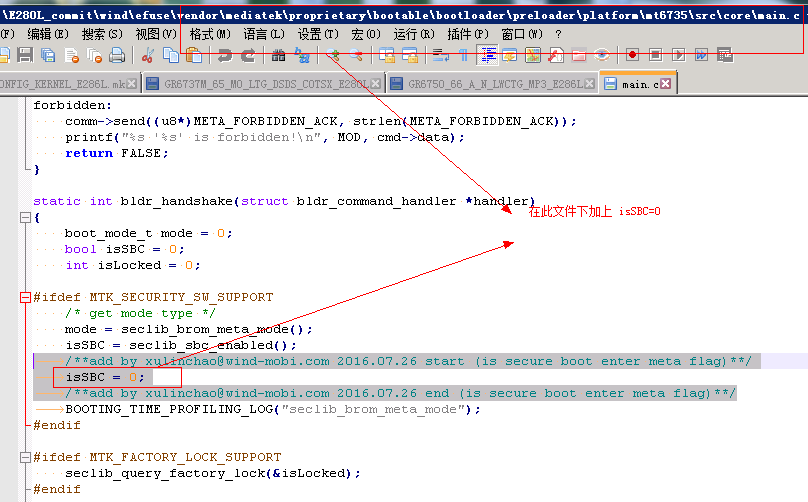 \E280L_commit\wind\efuse\vendor\mediatek\proprietary\bootable\bootloader\preloader\platform\mt6735\src\core\main.c
(F) 编辑(E) 搜索(S) 视图(V) 格式(M) 语言(L) 设置(T) 宏(O) 运行(R) 插件(P) 窗口(W) ?
ONFIG_KERNEL_E286L.mk GR6737M_65_M0_LTG_DSDS_COTSX_E280L GR6750_66_A_N_LWCTG_MP3_E286L main.c
forbidden:
comm->send((u8*)META_FORBIDDEN_ACK, strlen(META_FORBIDDEN_ACK));
printf("%s '%s' is forbidden!\n", MOD, cmd->data);
return FALSE;
}
static int bldr_handshake(struct bldr_command_handler *handler)
在此文件下加上 isSBC=0
{
boot_mode_t mode = 0;
bool isSBC = 0;
int isLocked = 0;
#ifdef MTK_SECURITY_SW_SUPPORT
/* get mode type */
mode = seclib_brom_meta_mode();
isSBC = seclib_sbc_enabled();
/**add by xulinchao@wind-mobi.com 2016.07.26 start (is secure boot enter meta flag)**/
isSBC = 0;
/**add by xulinchao@wind-mobi.com 2016.07.26 end (is secure boot enter meta flag)**/
BOOTING_TIME_PROFILING_LOG("seclib_brom_meta_mode");
#endif
#ifdef MTK_FACTORY_LOCK_SUPPORT
seclib_query_factory_lock(&isLocked);
#endif